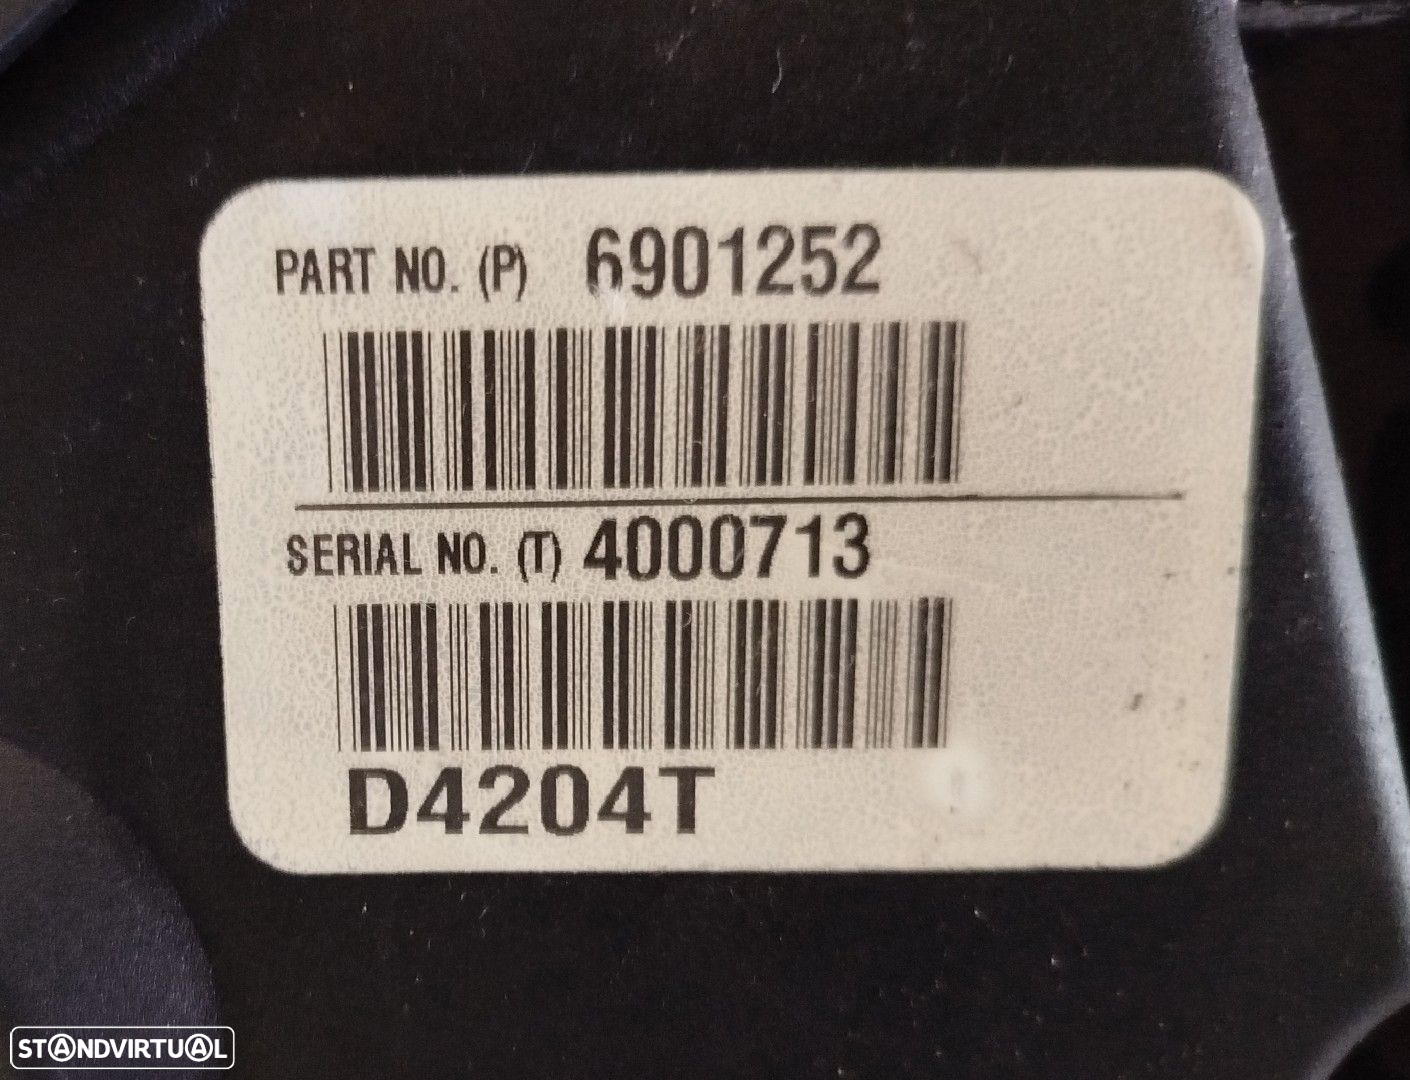 PART NO. (P) 6901252
SERIAL NO. (T) 4000713
D4204T
STANDVIRTUAL